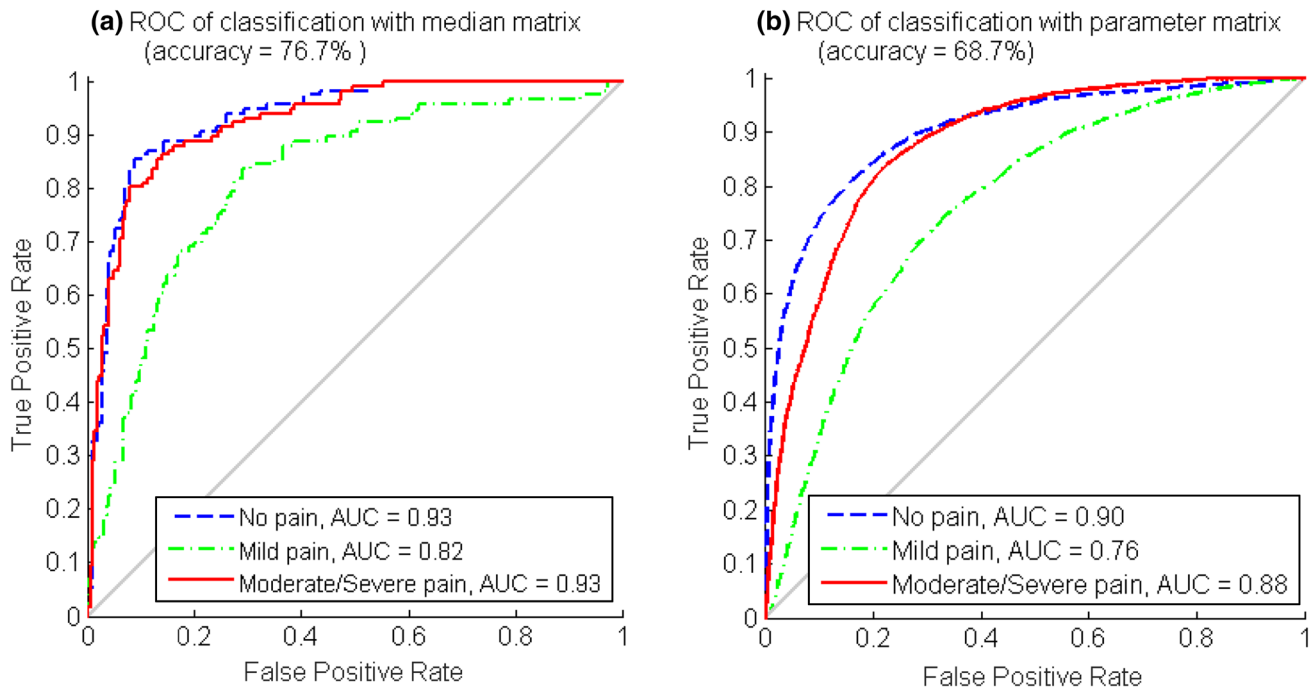 (a) ROC of classification with median matrix
(accuracy = 76.7% )
1
0.9
0.8
0.7
0.6
0.5
0.4
0.3
0.2
0.1
0
True Positive Rate
No pain, AUC = 0.93
Mild pain, AUC = 0.82
Moderate/Severe pain, AUC = 0.93
0 0.2 0.4 0.6 0.8 1
False Positive Rate
(b) ROC of classification with parameter matrix
(accuracy = 68.7%)
1
0.9
0.8
0.7
0.6
0.5
0.4
0.3
0.2
0.1
0
True Positive Rate
No pain, AUC = 0.90
Mild pain, AUC = 0.76
Moderate/Severe pain, AUC = 0.88
0 0.2 0.4 0.6 0.8 1
False Positive Rate